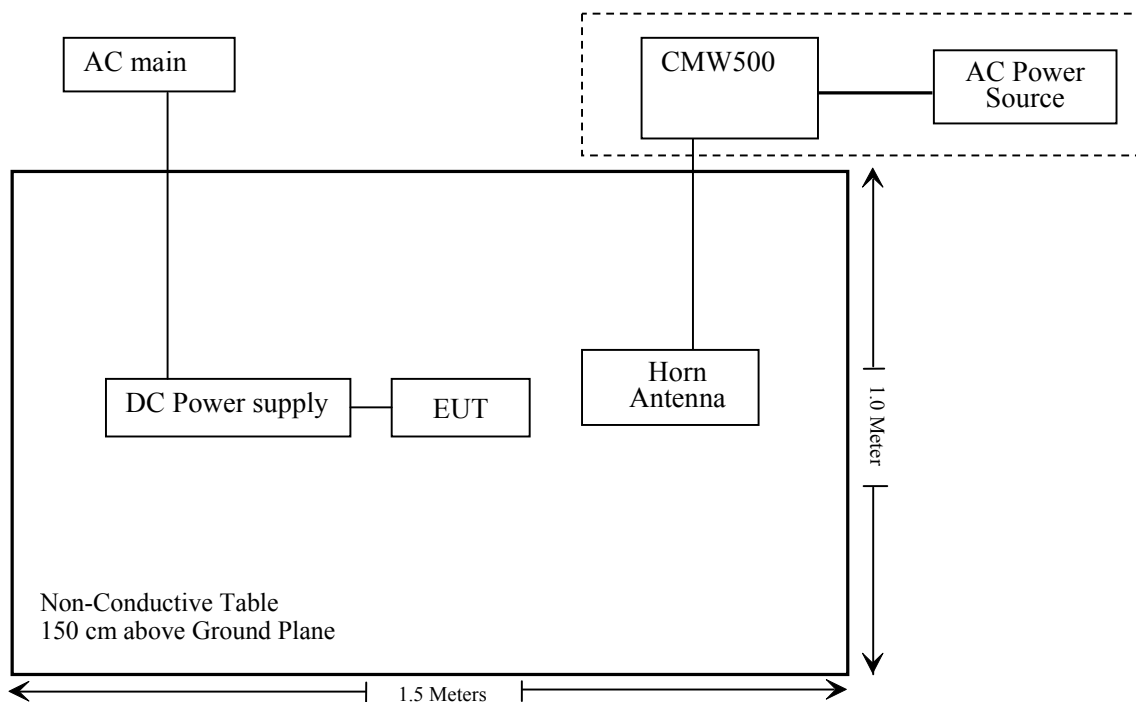 AC main
CMW500
AC Power
Source
Horn
Antenna
DC Power supply
EUT
1.0 Meter
Non-Conductive Table
150 cm above Ground Plane
1.5 Meters